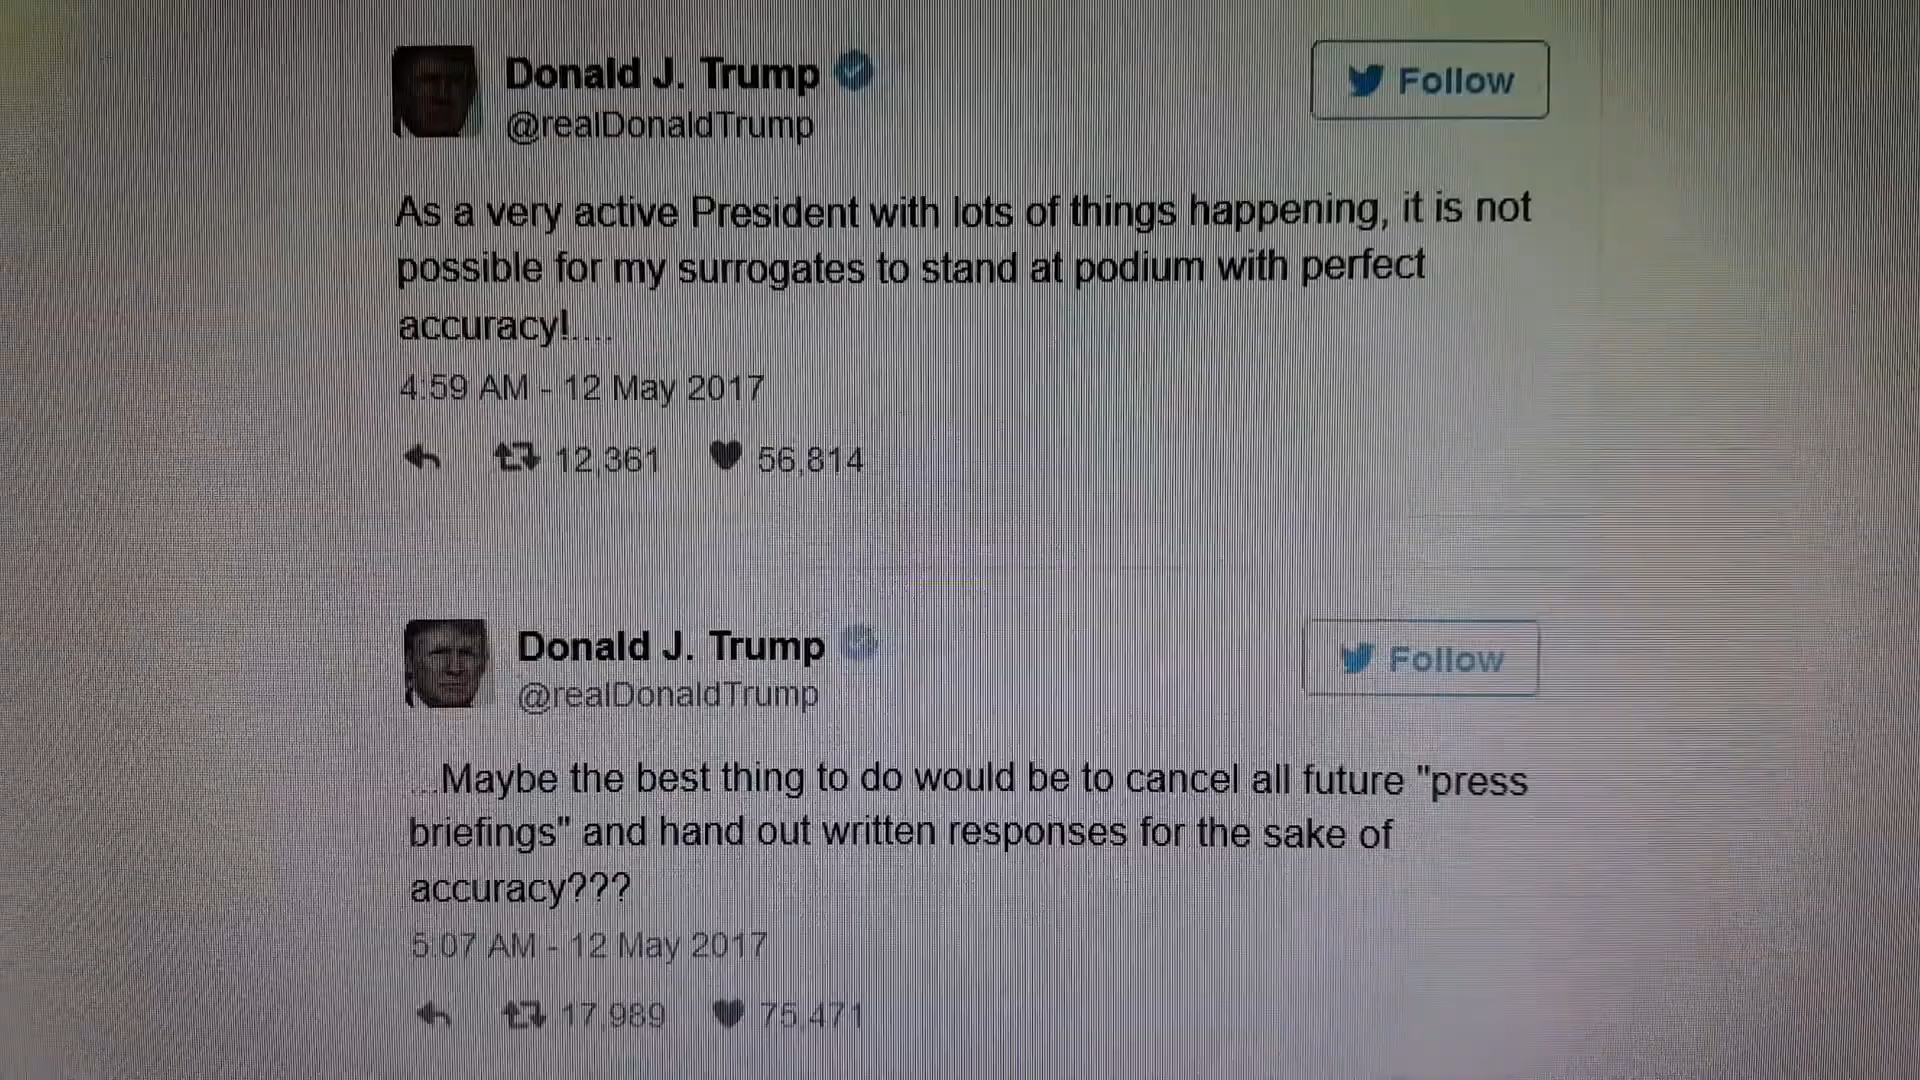 Donald J. Trump
@realDonaldTrump
Follow
As a very active President with lots of things happening, it is not
possible for my surrogates to stand at podium with perfect
accuracy!....
4:59 AM - 12 May 2017
12,361 56,814
Donald J. Trump
@realDonaldTrump
Follow
...Maybe the best thing to do would be to cancel all future "press
briefings" and hand out written responses for the sake of
accuracy???
5:07 AM - 12 May 2017
17,989 75,471